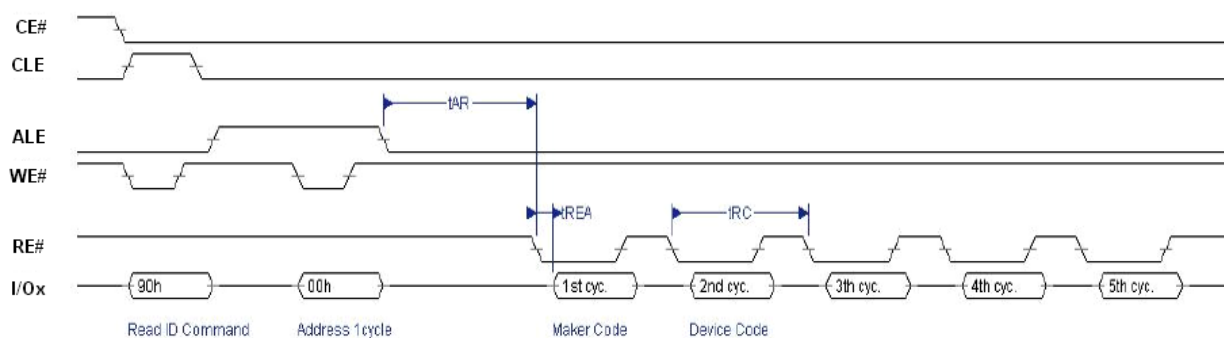 CE#
CLE
tAR
ALE
WE#
tREA
tRC
RE#
I/Ox
90h
00h
1st cyc.
2nd cyc.
3th cyc.
4th cyc.
5th cyc.
Read ID Command
Address 1cycle
Maker Code
Device Code